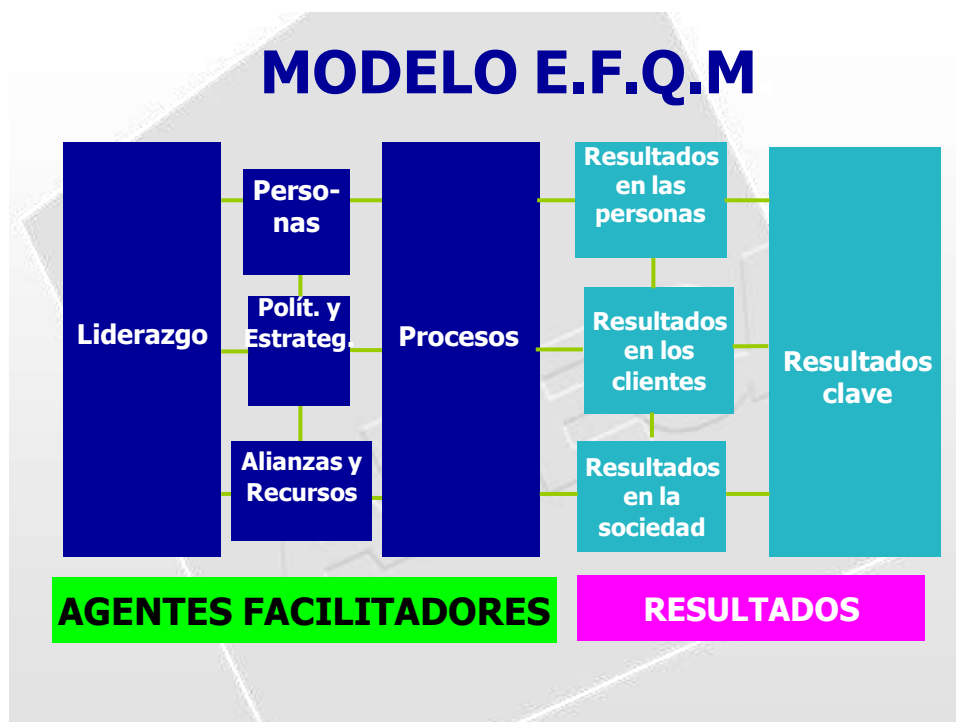 MODELO E.F.Q.M
Liderazgo
Perso-
nas
Polít. y
Estrateg.
Alianzas y
Recursos
Procesos
Resultados
en las
personas
Resultados
en los
clientes
Resultados
en la
sociedad
Resultados
clave
AGENTES FACILITADORES
RESULTADOS